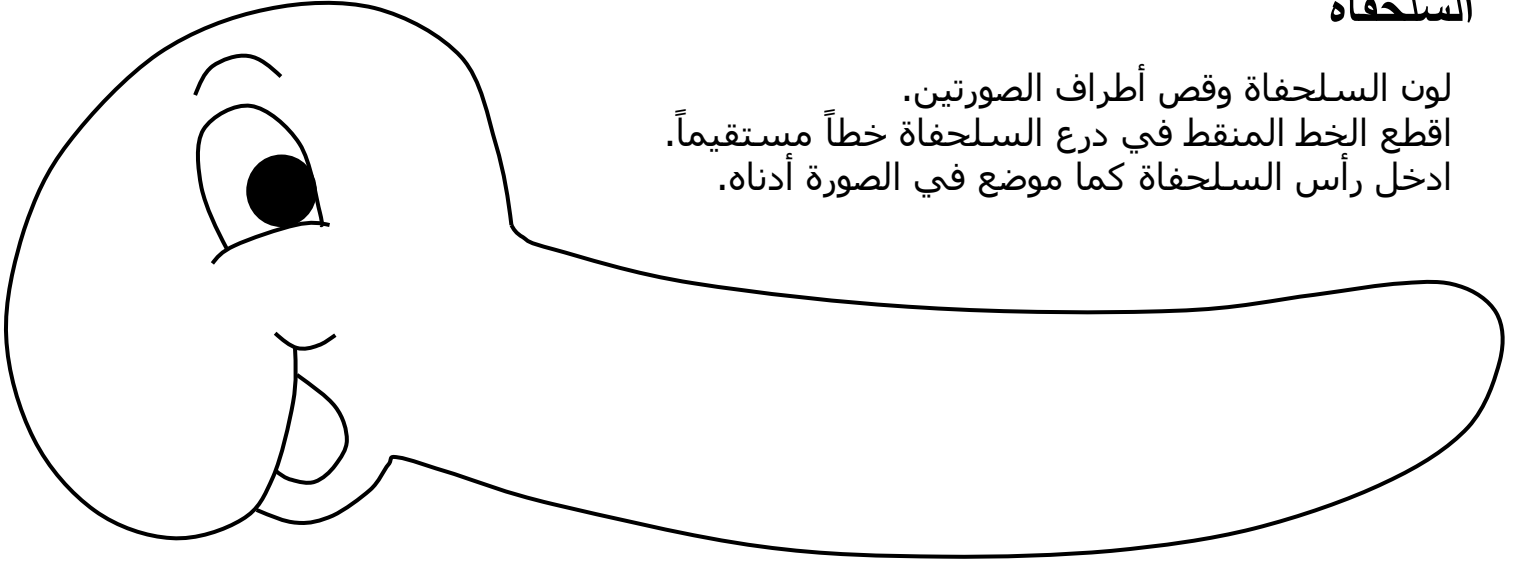 السلحفاة
لون السلحفاة وقص أطراف الصورتين.
اقطع الخط المنقط في درع السلحفاة خطاً مستقيماً.
ادخل رأس السلحفاة كما موضع في الصورة أدناه.